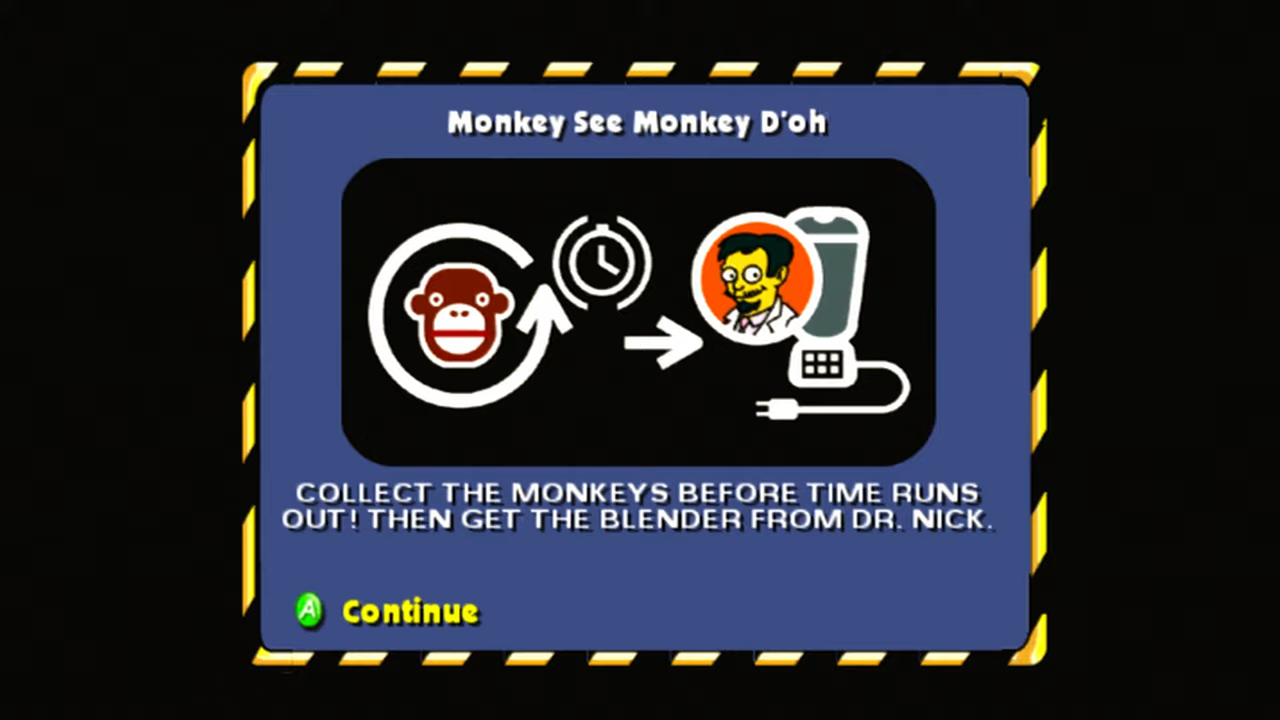 Monkey See Monkey D'oh
COLLECT THE MONKEYS BEFORE TIME RUNS
OUT! THEN GET THE BLENDER FROM DR. NICK.
A Continue